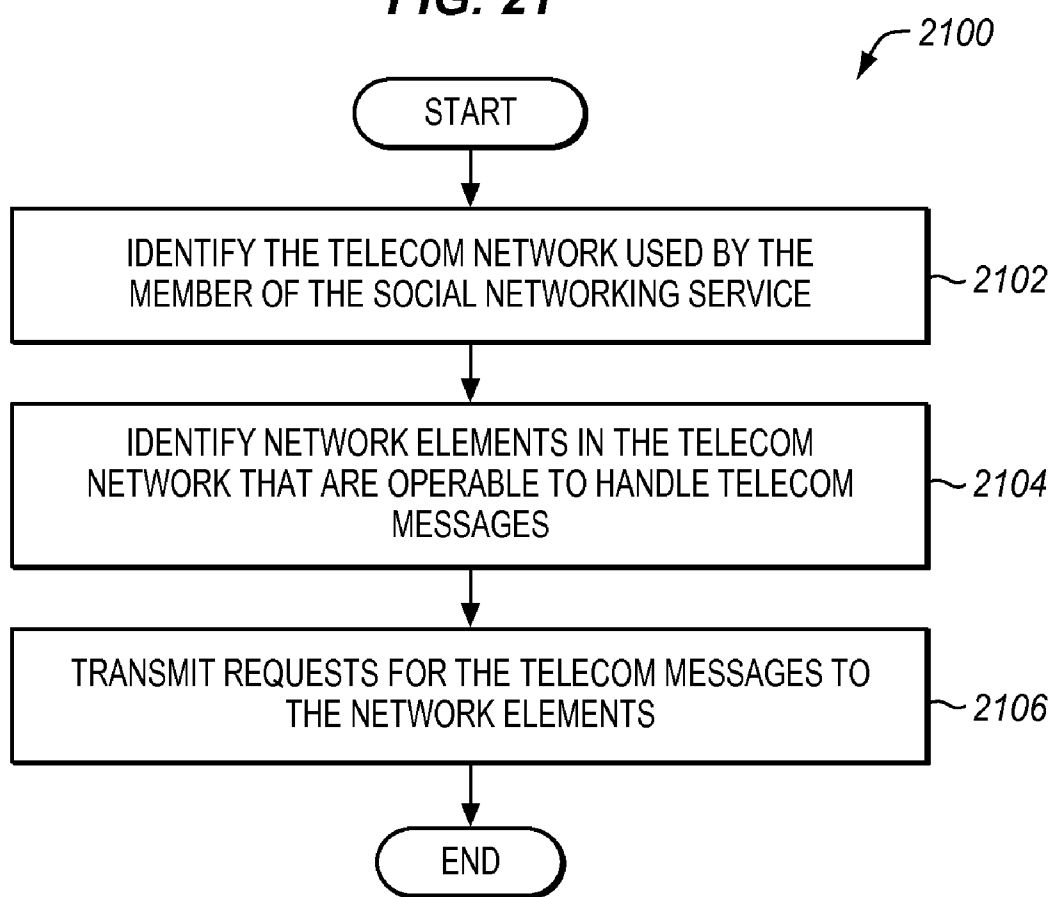 FIG. 21
2100
START
IDENTIFY THE TELECOM NETWORK USED BY THE
MEMBER OF THE SOCIAL NETWORKING SERVICE
2102
IDENTIFY NETWORK ELEMENTS IN THE TELECOM
NETWORK THAT ARE OPERABLE TO HANDLE TELECOM
MESSAGES
2104
TRANSMIT REQUESTS FOR THE TELECOM MESSAGES TO
THE NETWORK ELEMENTS
2106
END